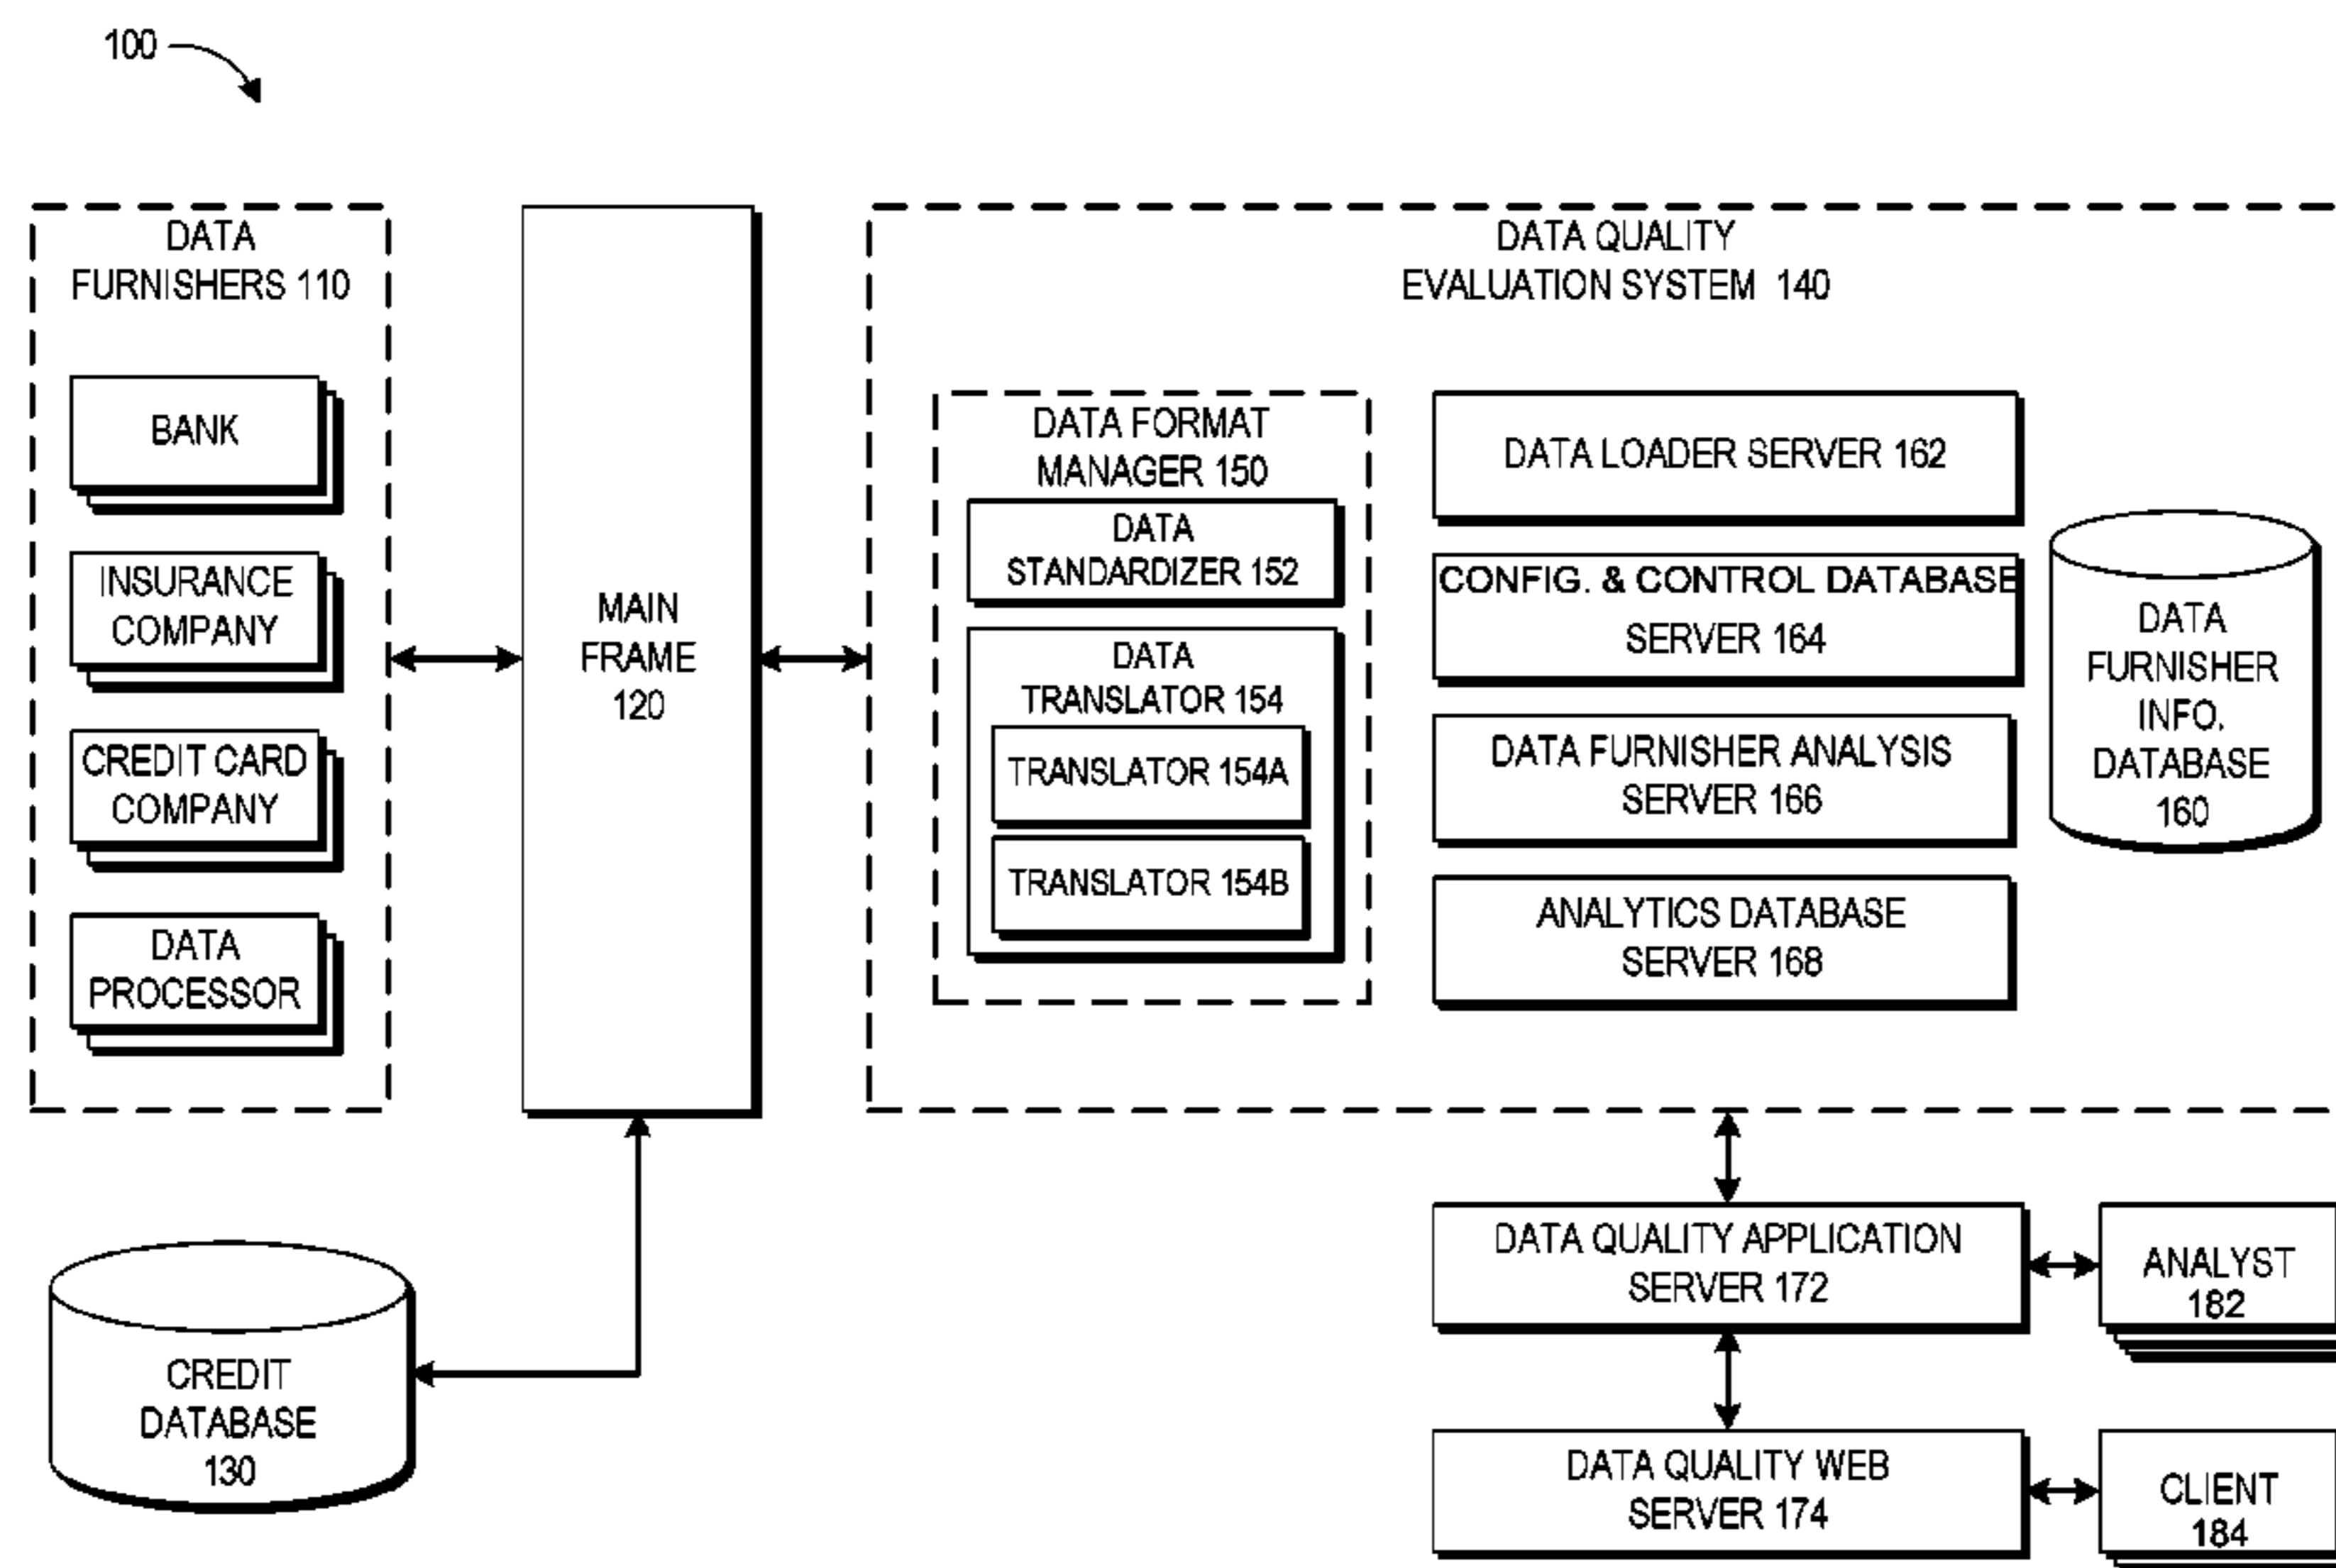 100
DATA
FURNISHERS 110
BANK
INSURANCE
COMPANY
CREDIT CARD
COMPANY
DATA
PROCESSOR
MAIN
FRAME
120
CREDIT
DATABASE
130
DATA QUALITY
EVALUATION SYSTEM 140
DATA FORMAT
MANAGER 150
DATA
STANDARDIZER 152
DATA
TRANSLATOR 154
TRANSLATOR 154A
TRANSLATOR 154B
DATA LOADER SERVER 162
CONFIG. & CONTROL DATABASE
SERVER 164
DATA FURNISHER ANALYSIS
SERVER 166
ANALYTICS DATABASE
SERVER 168
DATA
FURNISHER
INFO.
DATABASE
160
DATA QUALITY APPLICATION
SERVER 172
ANALYST
182
DATA QUALITY WEB
SERVER 174
CLIENT
184